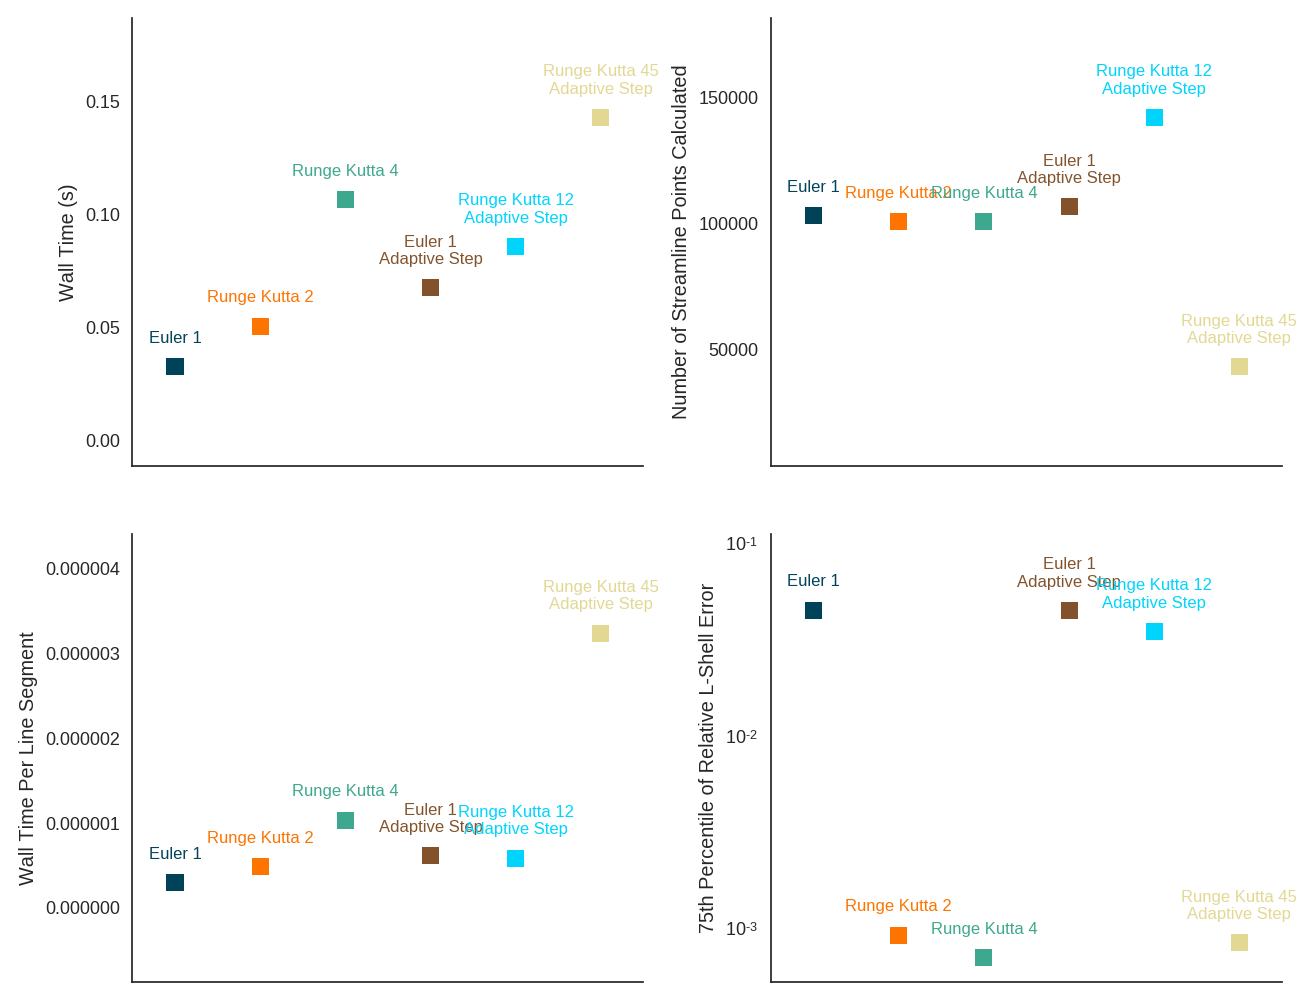 Wall Time (s)
0.15
0.10
0.05
0.00
Euler 1
Runge Kutta 2
Runge Kutta 4
Euler 1
Adaptive Step
Runge Kutta 12
Adaptive Step
Runge Kutta 45
Adaptive Step
Number of Streamline Points Calculated
150000
100000
50000
Euler 1
Runge Kutta 2
Runge Kutta 4
Euler 1
Adaptive Step
Runge Kutta 12
Adaptive Step
Runge Kutta 45
Adaptive Step
Wall Time Per Line Segment
0.000004
0.000003
0.000002
0.000001
0.000000
Euler 1
Runge Kutta 2
Runge Kutta 4
Euler 1
Adaptive Step
Runge Kutta 12
Adaptive Step
Runge Kutta 45
Adaptive Step
75th Percentile of Relative L-Shell Error
10-1
10-2
10-3
Euler 1
Runge Kutta 2
Runge Kutta 4
Euler 1
Adaptive Step
Runge Kutta 12
Adaptive Step
Runge Kutta 45
Adaptive Step